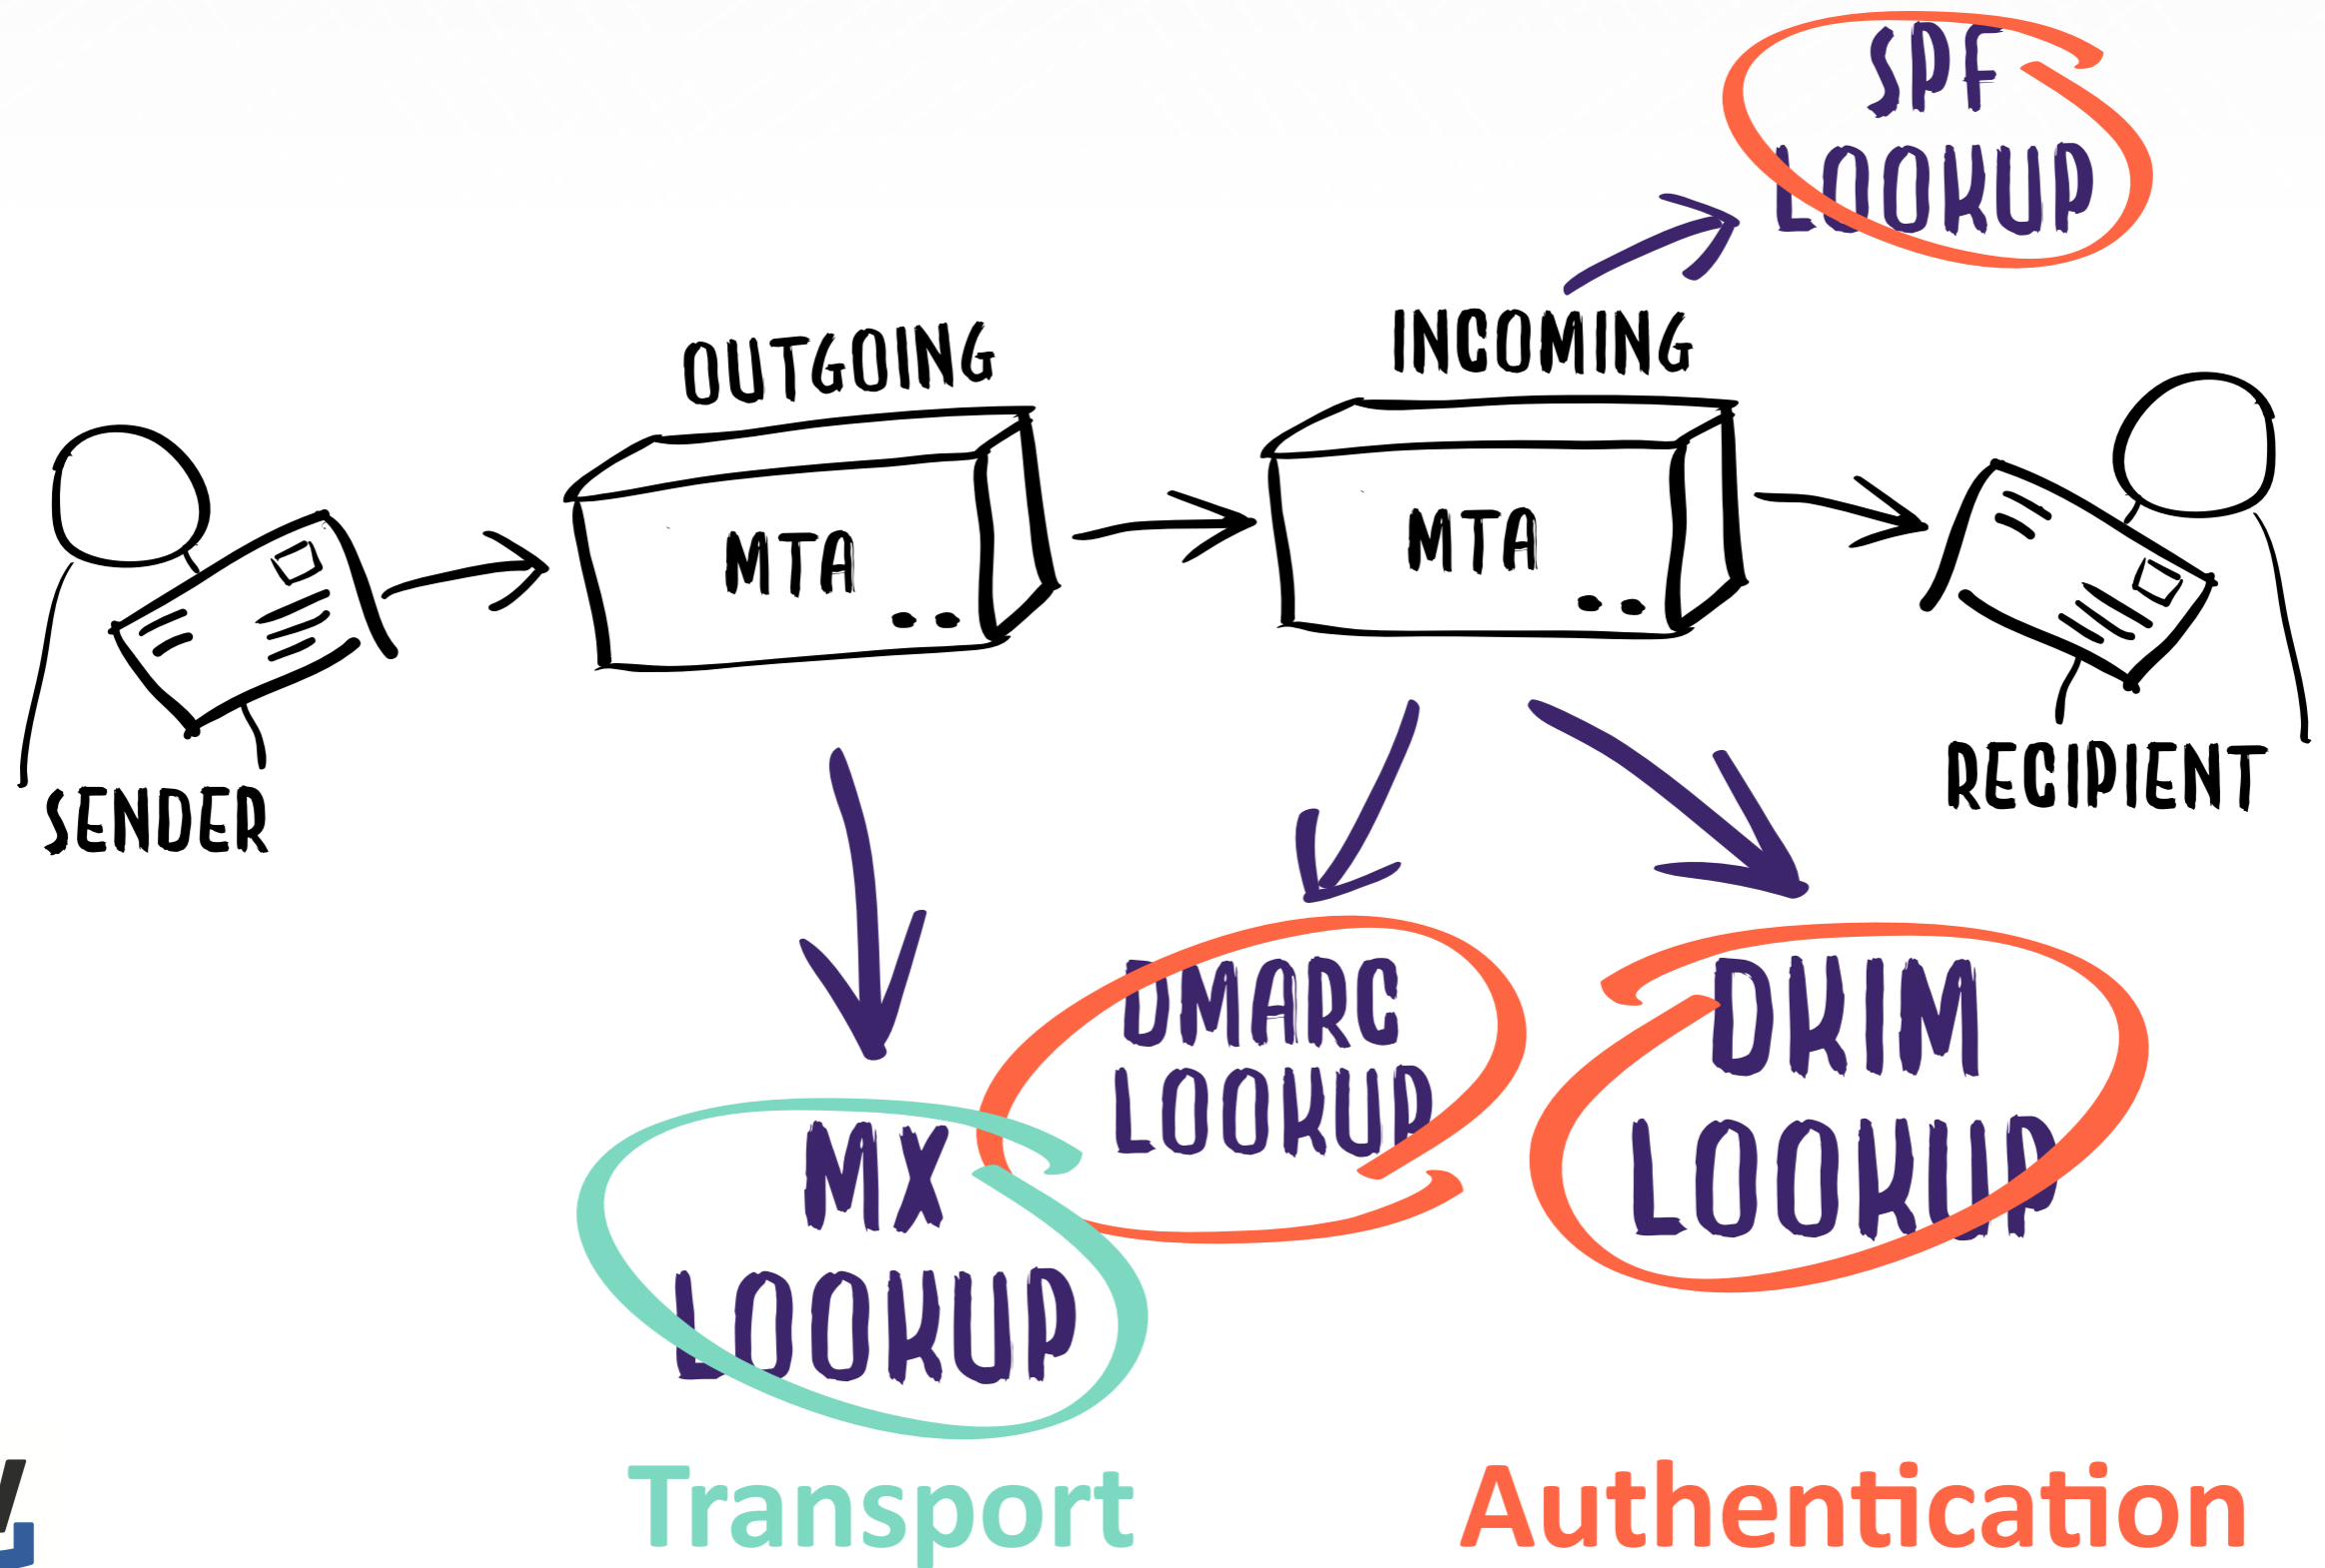 SPF
LOOKUP
OUTGOING
INCOMING
MTA
MTA
SENDER
RECIPIENT
DMARC
LOOKUP
DKIM
LOOKUP
MX
LOOKUP
Transport
Authentication